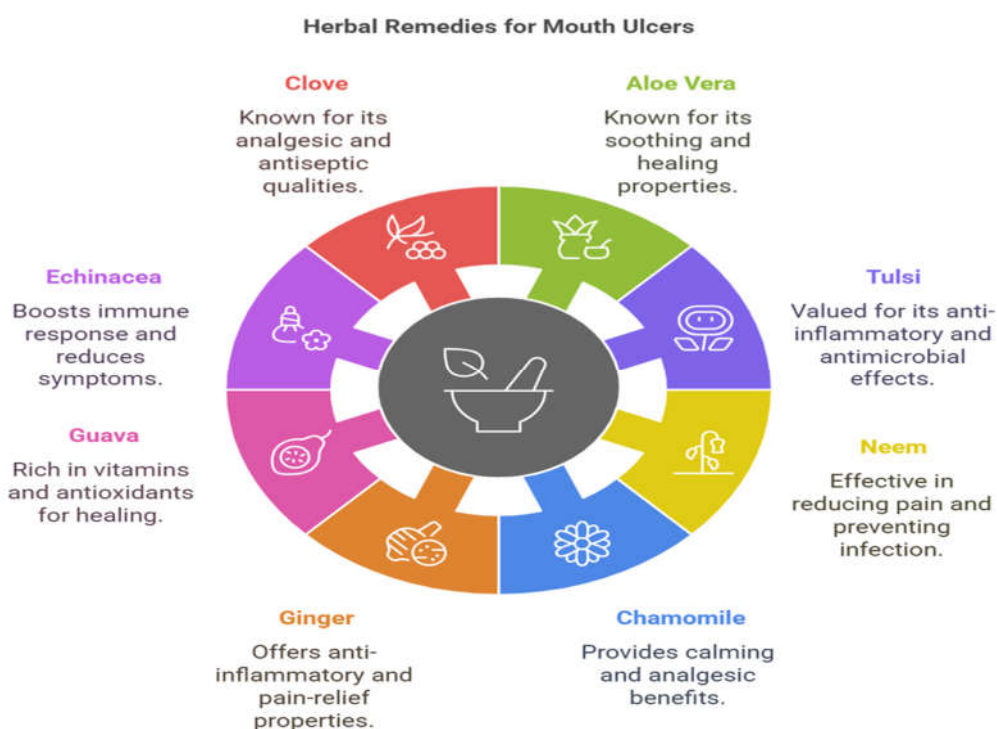 Herbal Remedies for Mouth Ulcers
Clove
Known for its
analgesic and
antiseptic
qualities.
Aloe Vera
Known for its
soothing and
healing
properties.
Echinacea
Boosts immune
response and
reduces
symptoms.
Tulsi
Valued for its anti-
inflammatory and
antimicrobial
effects.
Guava
Rich in vitamins
and antioxidants
for healing.
Neem
Effective in
reducing pain and
preventing
infection.
Ginger
Offers anti-
inflammatory and
pain-relief
properties.
Chamomile
Provides calming
and analgesic
benefits.